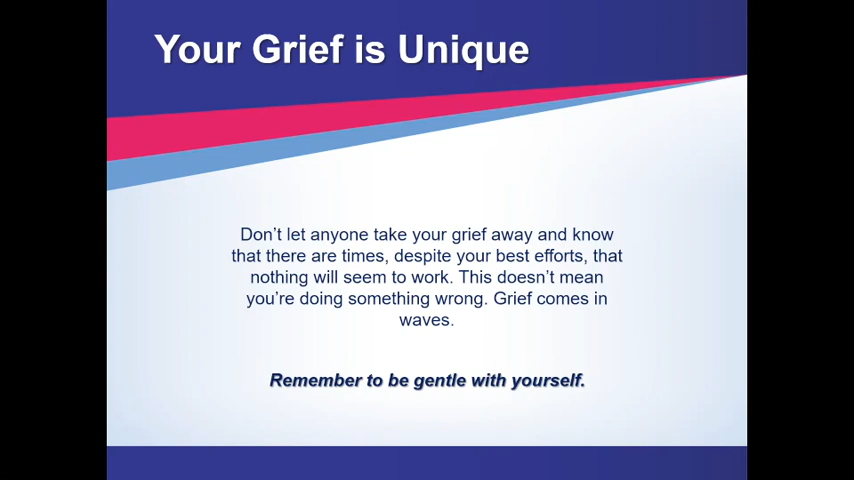 Your Grief is Unique
Don’t let anyone take your grief away and know
that there are times, despite your best efforts, that
nothing will seem to work. This doesn’t mean
you’re doing something wrong. Grief comes in
waves.
Remember to be gentle with yourself.